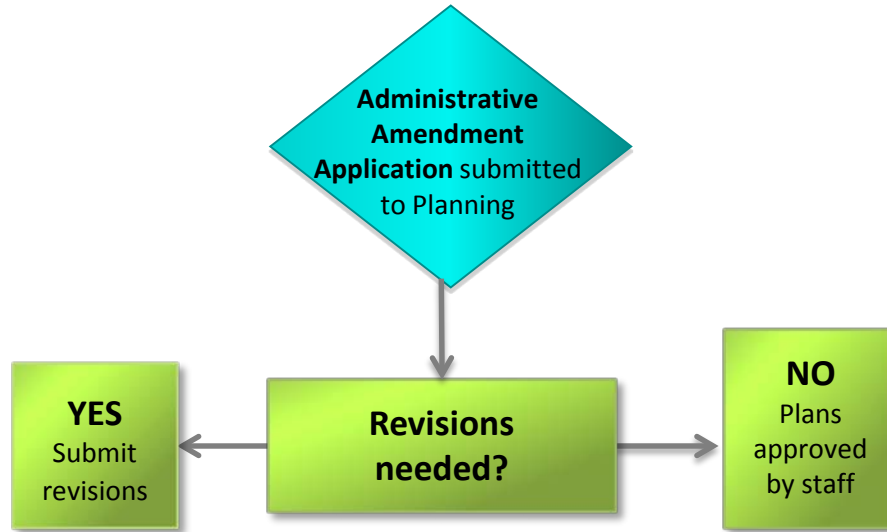 Administrative
Amendment
Application submitted
to Planning
YES
Submit
revisions
Revisions
needed?
NO
Plans
approved
by staff